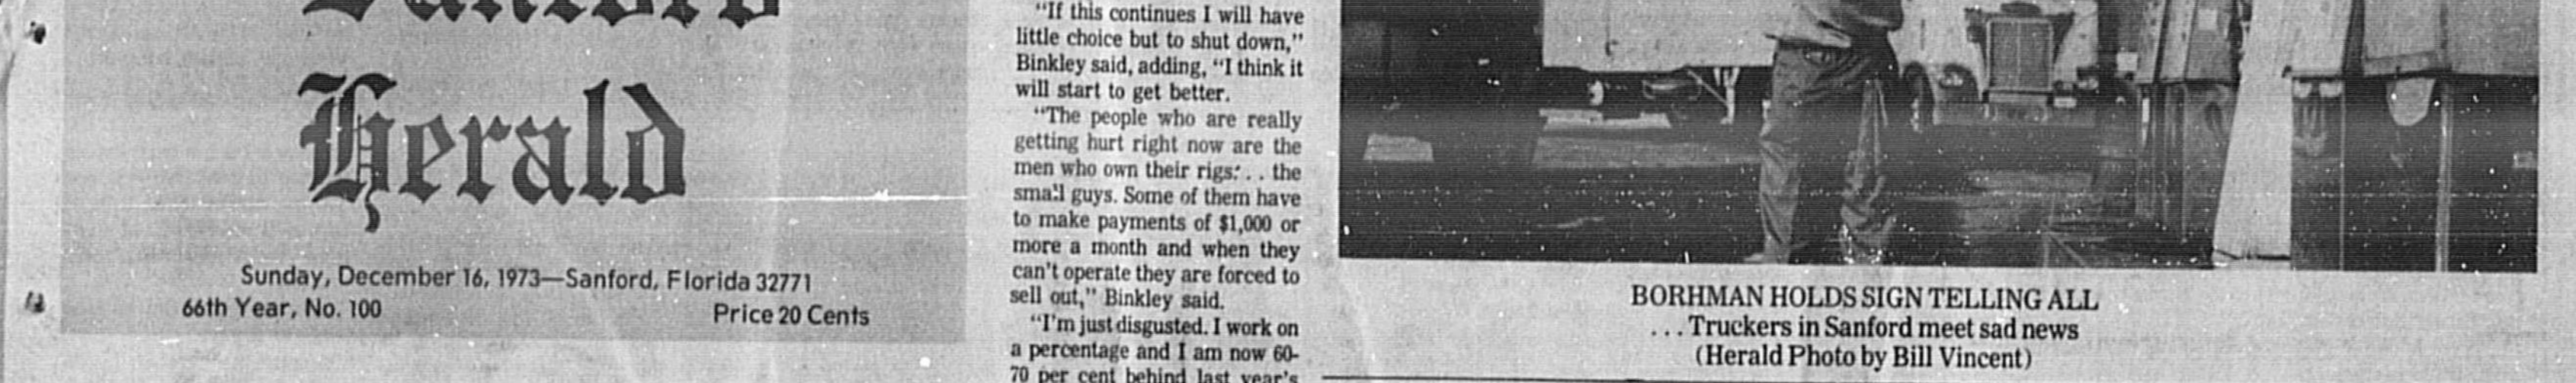 Sanford
Herald
Sunday, December 16, 1973—Sanford, Florida 32771
66th Year, No. 100
Price 20 Cents
"If this continues I will have
little choice but to shut down,"
Binkley said, adding, "I think it
will start to get better.
"The people who are really
getting hurt right now are the
men who own their rigs. . . the
small guys. Some of them have
to make payments of $1,000 or
more a month and when they
can't operate they are forced to
sell out," Binkley said.
"I'm just disgusted. I work on
a percentage and I am now 60-
70 per cent behind last year's
BORHMAN HOLDS SIGN TELLING ALL
. . . Truckers in Sanford meet sad news
(Herald Photo by Bill Vincent)